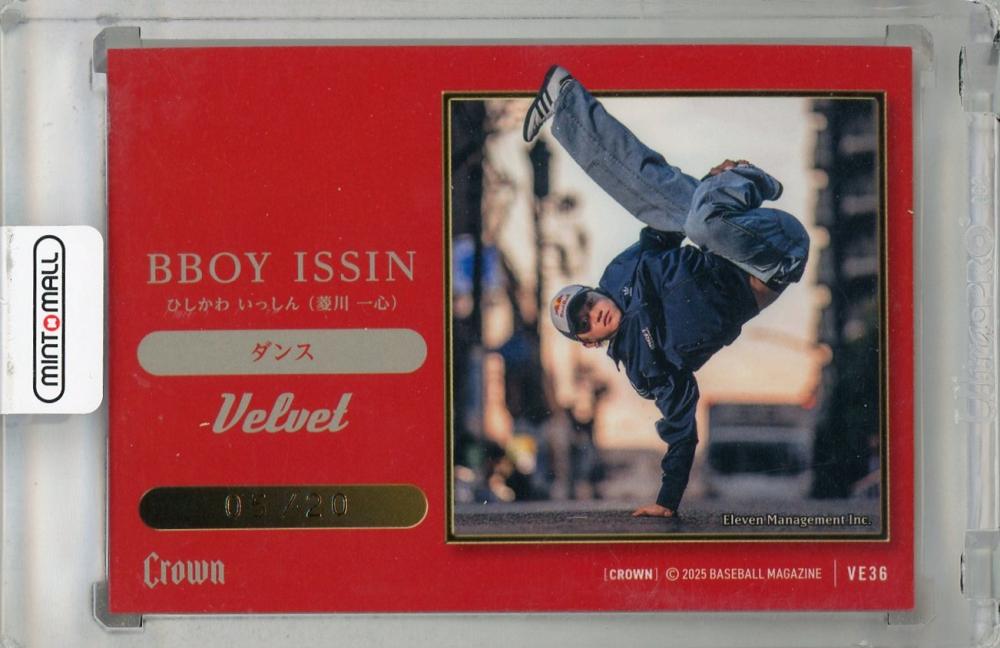 MINT MALL
BBOY ISSIN
ひしかわ いっしん（菱川 一心）
ダンス
Velvet
05/20
Crown
Eleven Management Inc.
[CROWN] © 2025 BASEBALL MAGAZINE | VE36